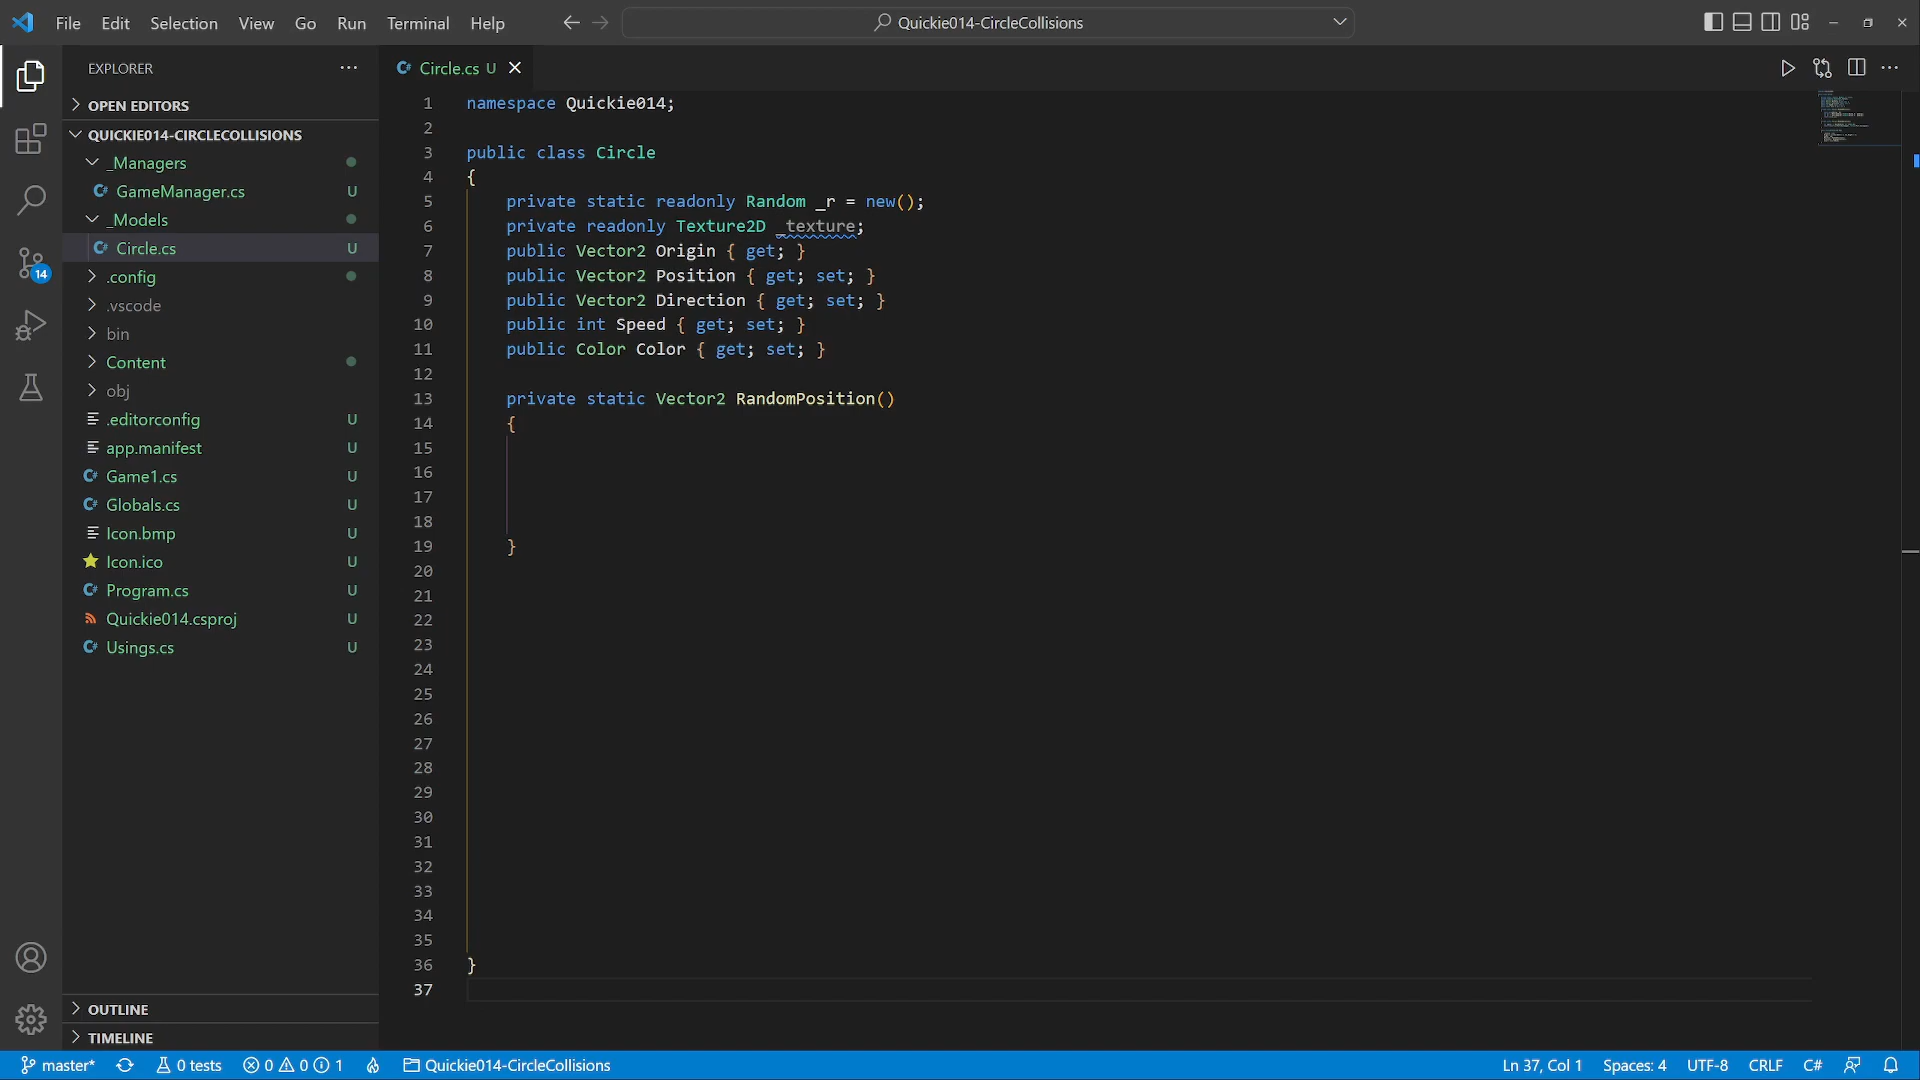 File Edit Selection View Go Run Terminal Help
Quickie014-CircleCollisions
EXPLORER
OPEN EDITORS
QUICKIE014-CIRCLECOLLISIONS
_Managers
GameManager.cs U
_Models
Circle.cs U
.config
.vscode
bin
Content
obj
.editorconfig U
app.manifest U
Game1.cs U
Globals.cs U
Icon.bmp U
Icon.ico U
Program.cs U
Quickie014.csproj U
Usings.cs U
OUTLINE
TIMELINE
14
Circle.cs U
1 namespace Quickie014;
2
3 public class Circle
4 {
5 private static readonly Random _r = new();
6 private readonly Texture2D _texture;
7 public Vector2 Origin { get; }
8 public Vector2 Position { get; set; }
9 public Vector2 Direction { get; set; }
10 public int Speed { get; set; }
11 public Color Color { get; set; }
12
13 private static Vector2 RandomPosition()
14 {
15
16
17
18
19 }
20
21
22
23
24
25
26
27
28
29
30
31
32
33
34
35
36 }
37
master* 0 tests 0 0 1 Quickie014-CircleCollisions Ln 37, Col 1 Spaces: 4 UTF-8 CRLF C#